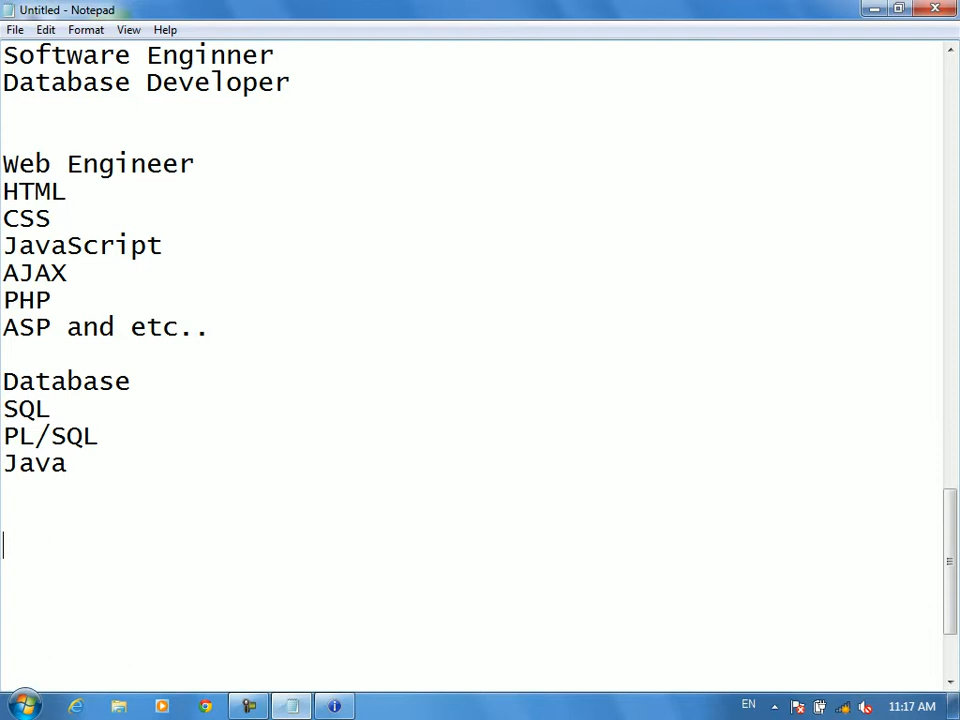 Untitled - Notepad
File Edit Format View Help
Software Enginner
Database Developer
Web Engineer
HTML
CSS
JavaScript
AJAX
PHP
ASP and etc..
Database
SQL
PL/SQL
Java
EN 11:17 AM